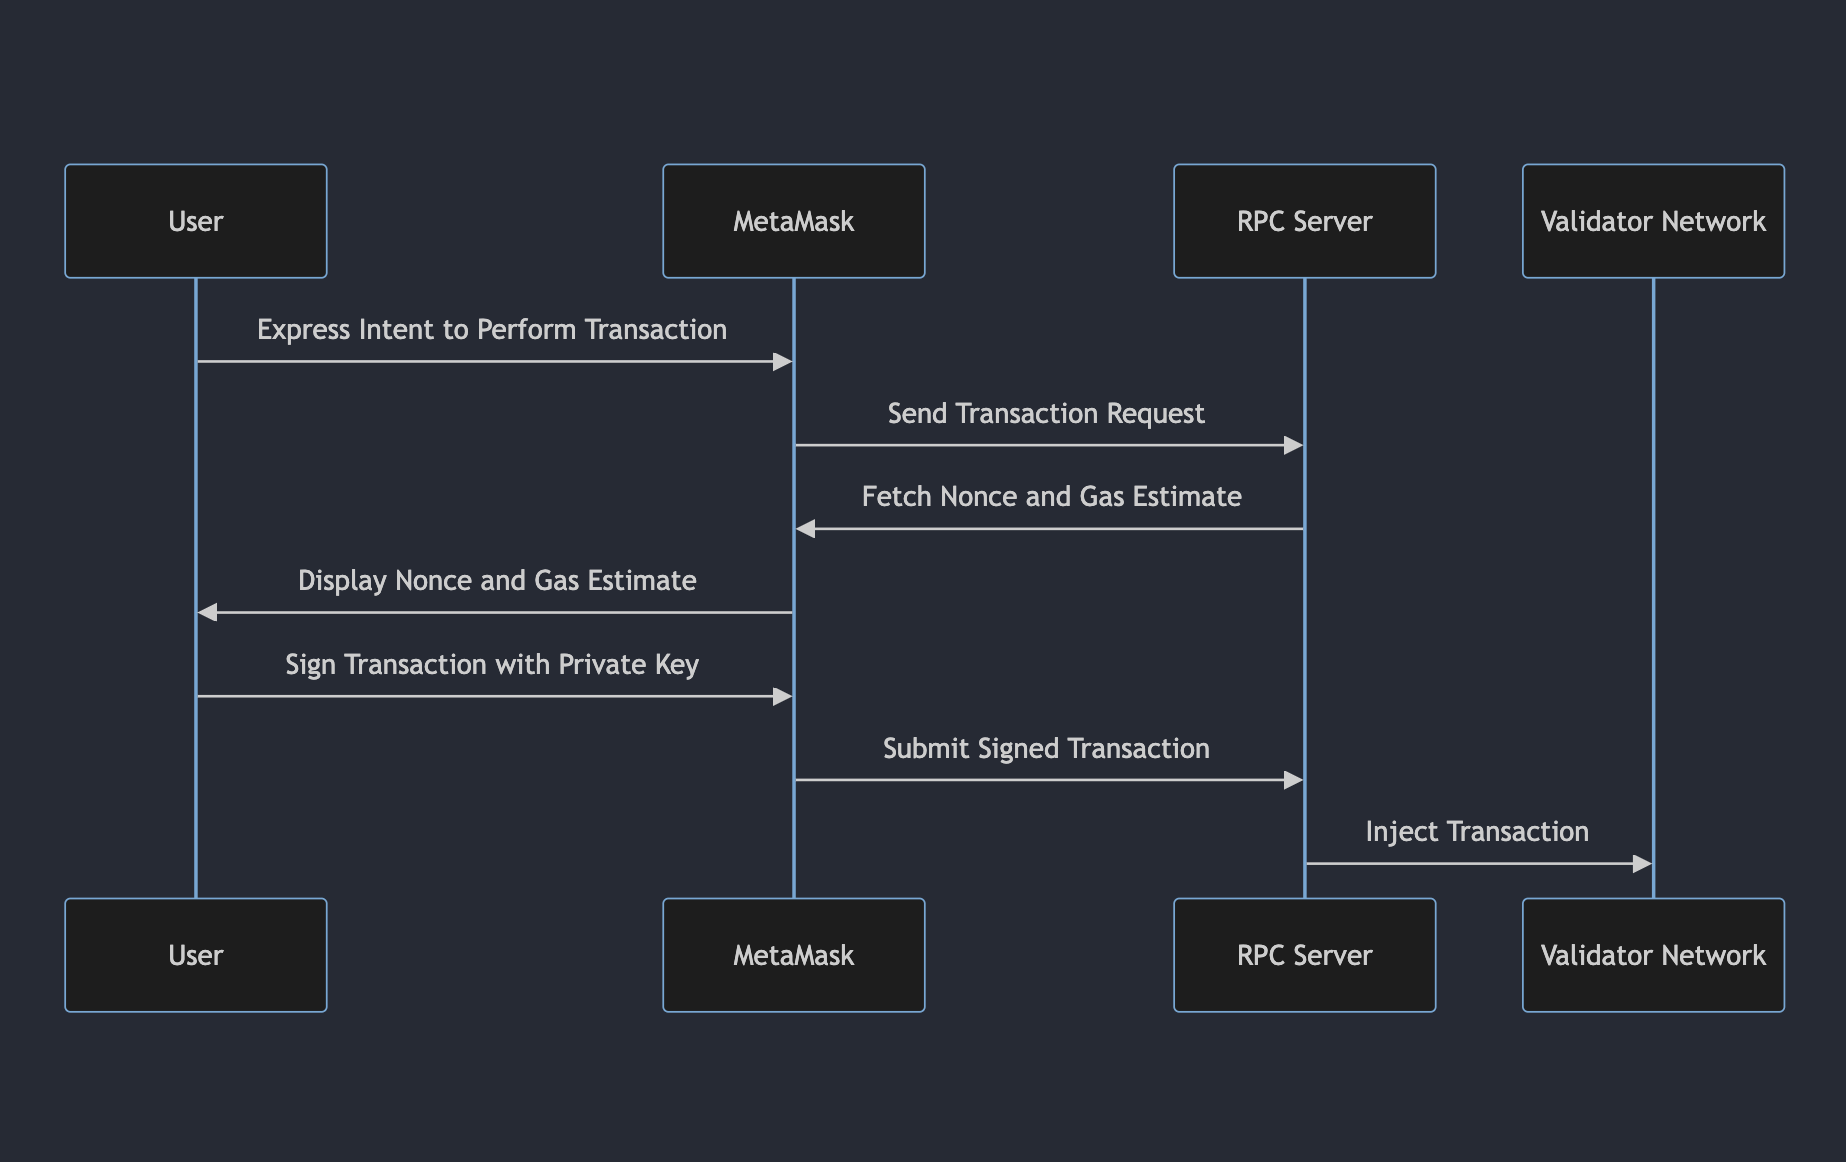 User
MetaMask
RPC Server
Validator Network
Express Intent to Perform Transaction
Send Transaction Request
Fetch Nonce and Gas Estimate
Display Nonce and Gas Estimate
Sign Transaction with Private Key
Submit Signed Transaction
Inject Transaction
User
MetaMask
RPC Server
Validator Network